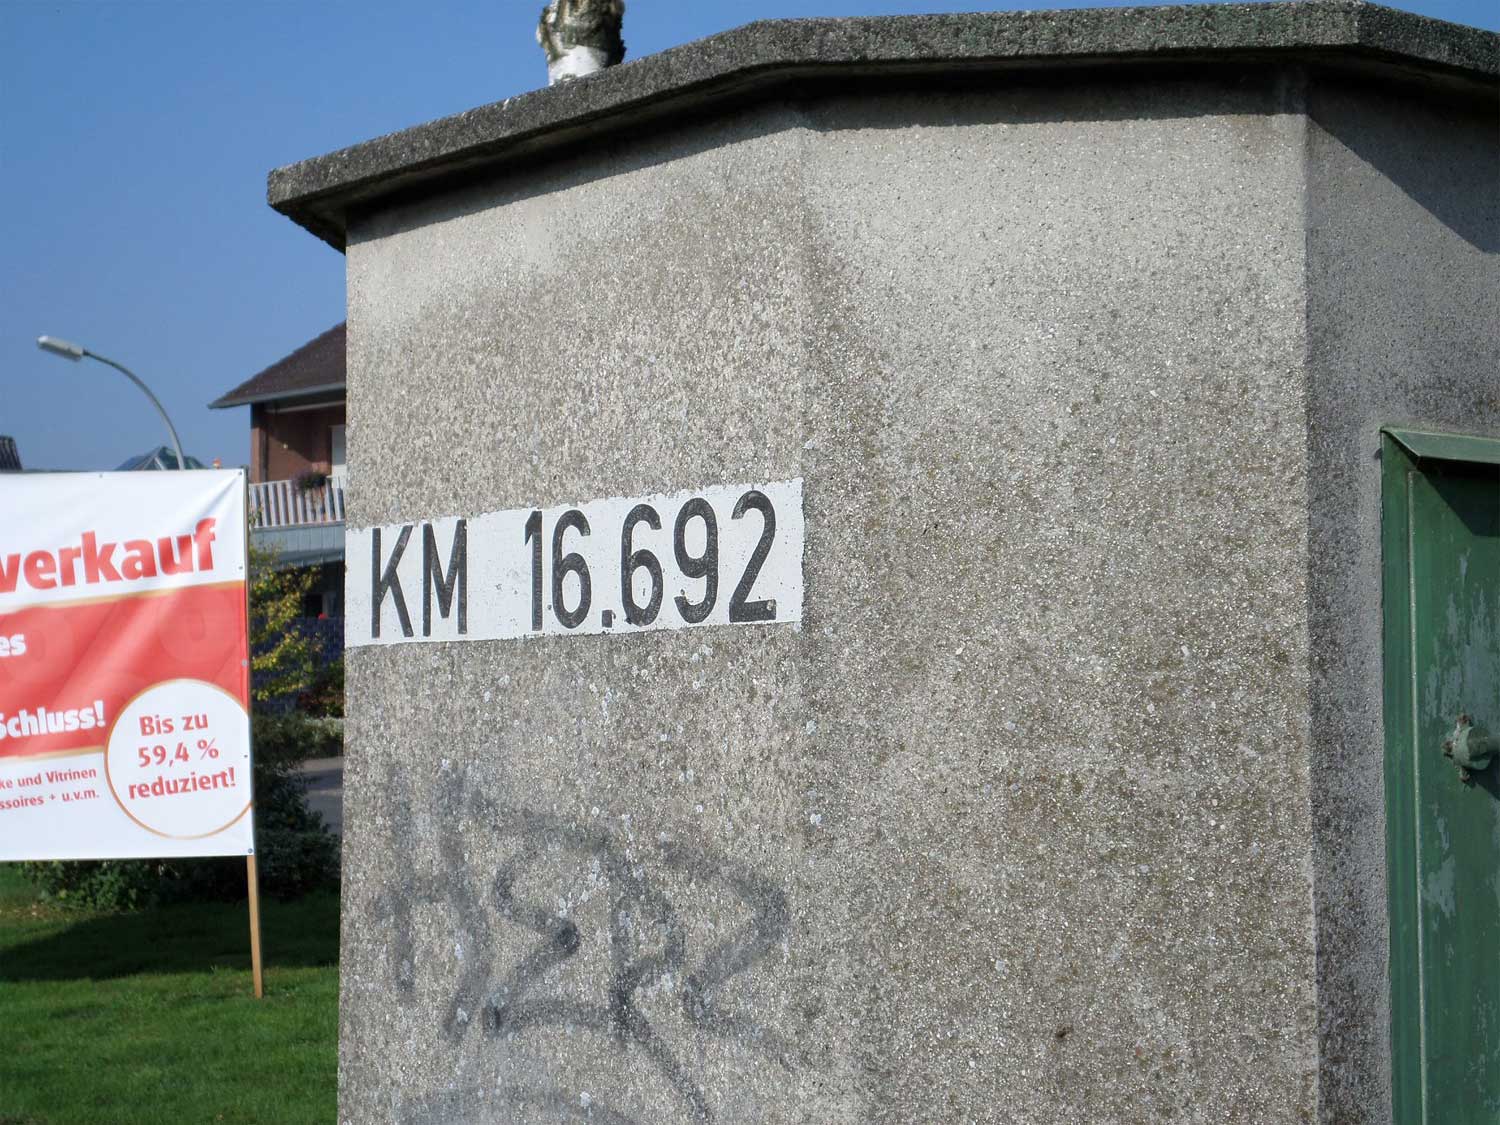 verkauf
es
Schluss!
ke und Vitrinen
ssoires + u.v.m.
Bis zu
59,4 %
reduziert!
KM 16.692